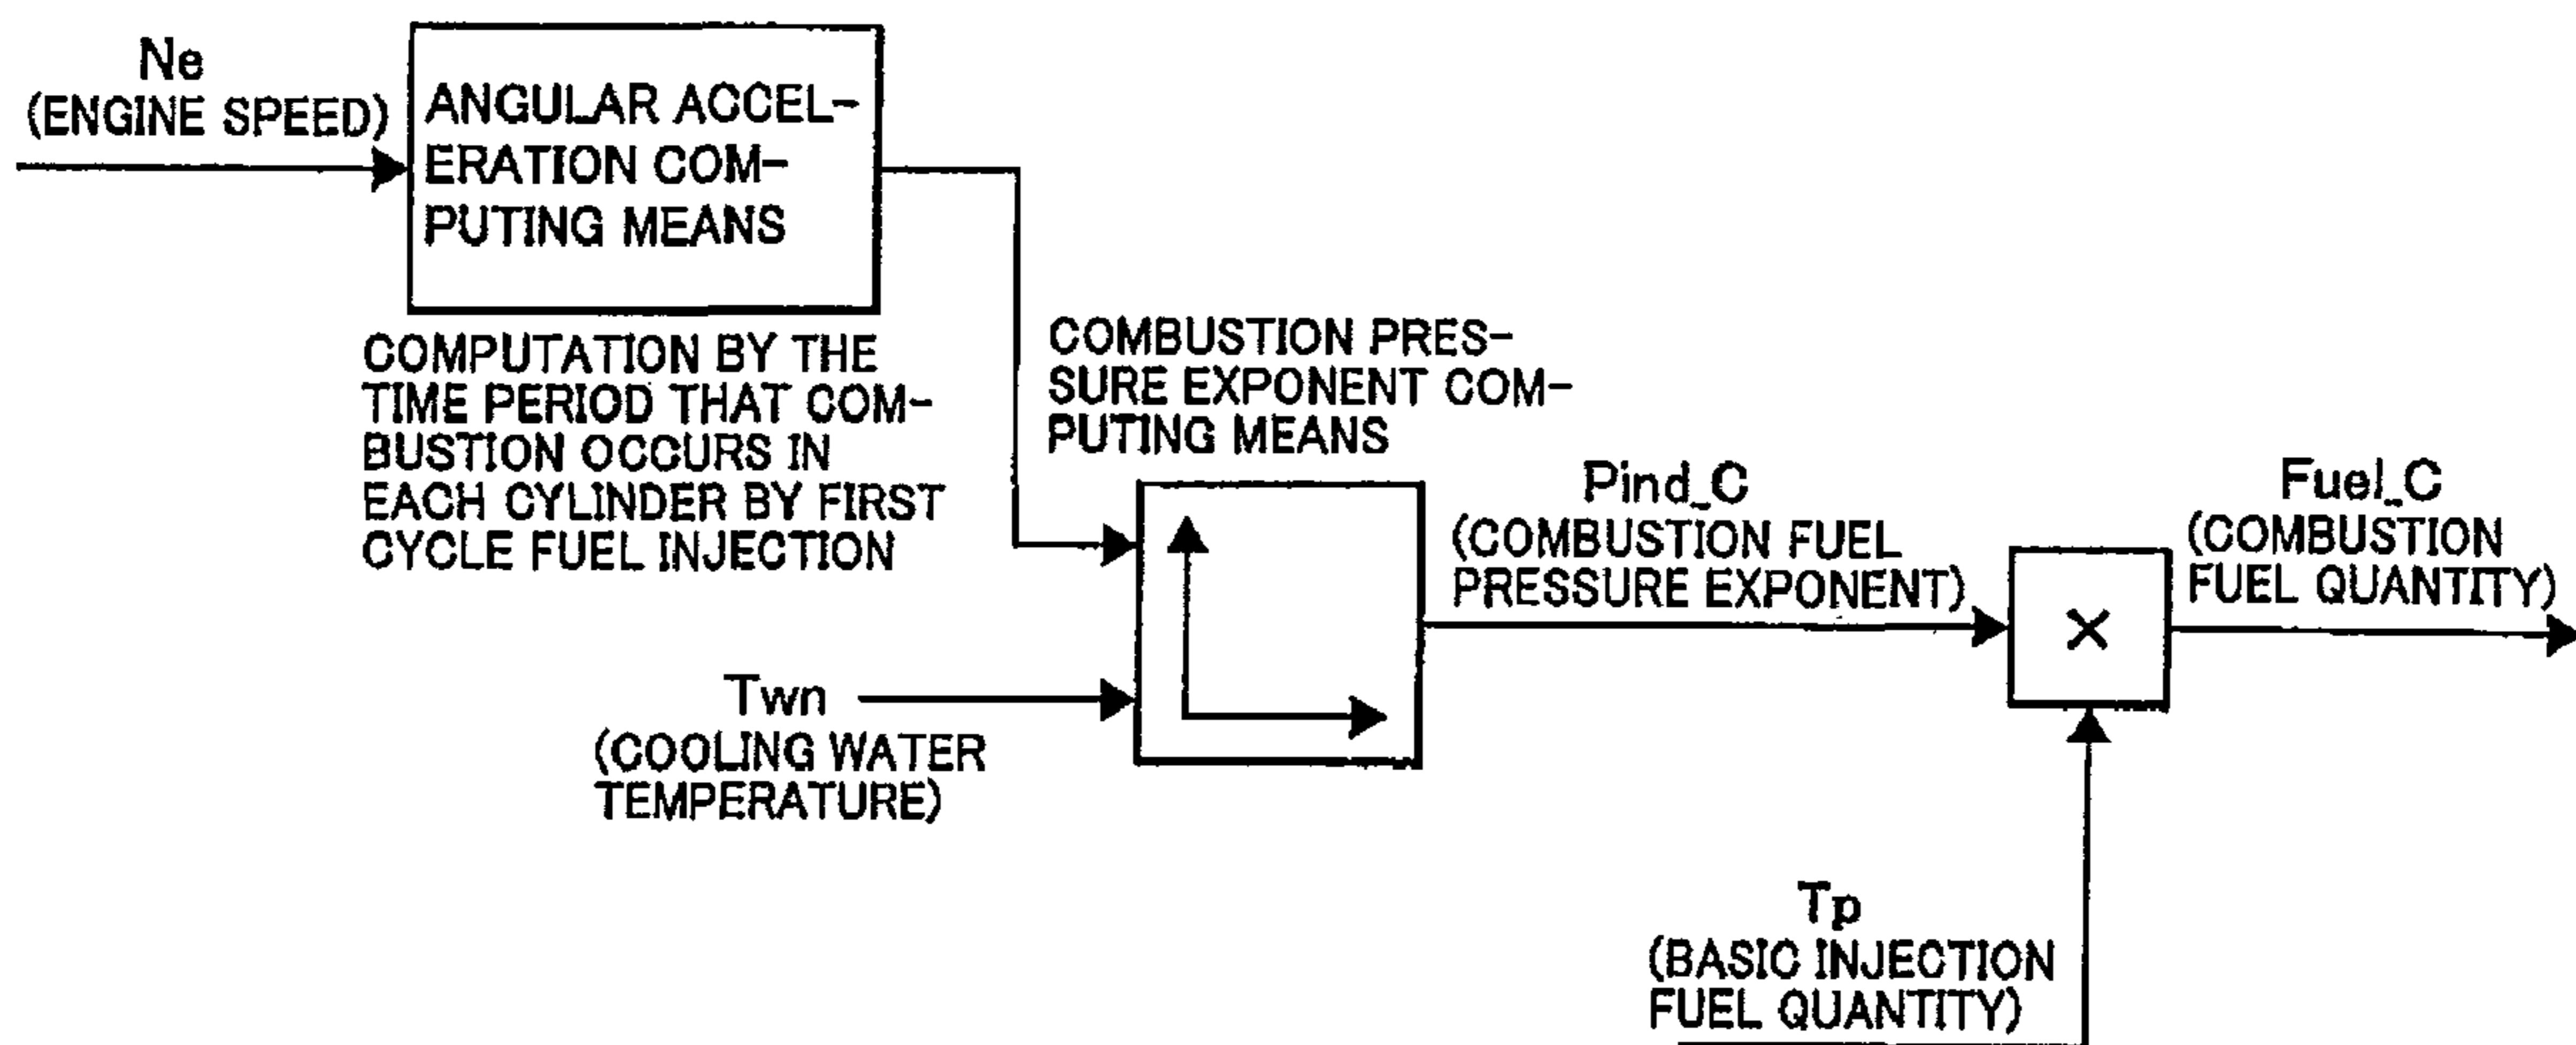 Ne
(ENGINE SPEED)
ANGULAR ACCEL-
ERATION COM-
PUTING MEANS
COMPUTATION BY THE
TIME PERIOD THAT COM-
BUSTION OCCURS IN
EACH CYLINDER BY FIRST
CYCLE FUEL INJECTION
COMBUSTION PRES-
SURE EXPONENT COM-
PUTING MEANS
Twn
(COOLING WATER
TEMPERATURE)
Pind_C
(COMBUSTION FUEL
PRESSURE EXPONENT)
×
Fuel_C
(COMBUSTION
FUEL QUANTITY)
Tp
(BASIC INJECTION
FUEL QUANTITY)